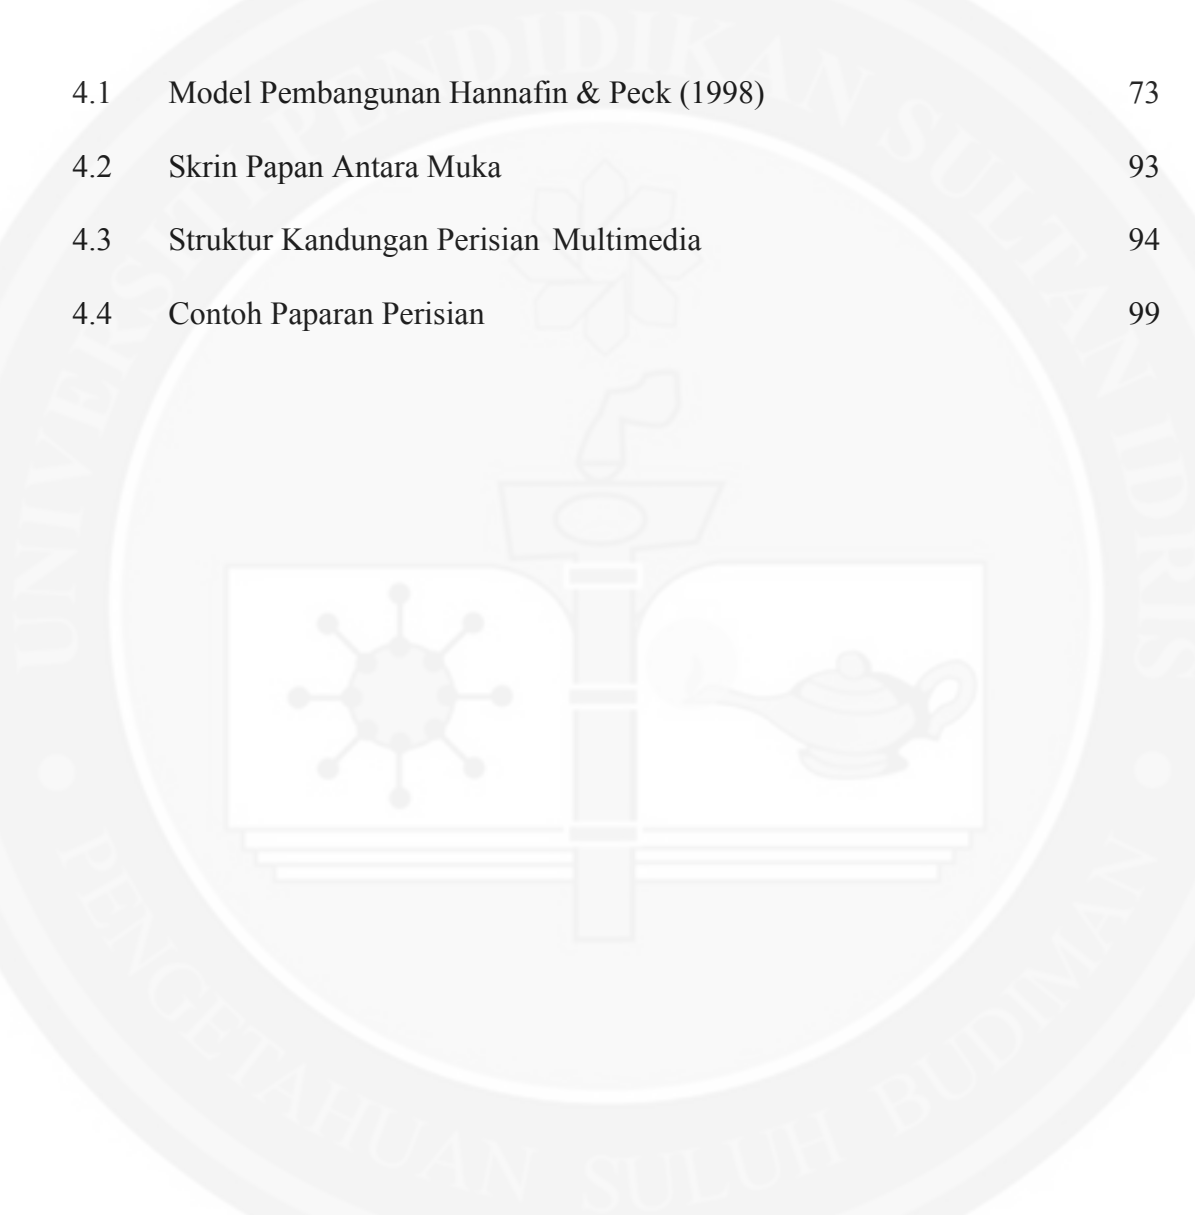 4.1 Model Pembangunan Hannafin & Peck (1998) 73
4.2 Skrin Papan Antara Muka 93
4.3 Struktur Kandungan Perisian Multimedia 94
4.4 Contoh Paparan Perisian 99
UNIVERSITI PENDIDIKAN SULTAN IDRIS
PENGETAHUAN SULUH BUDIMAN